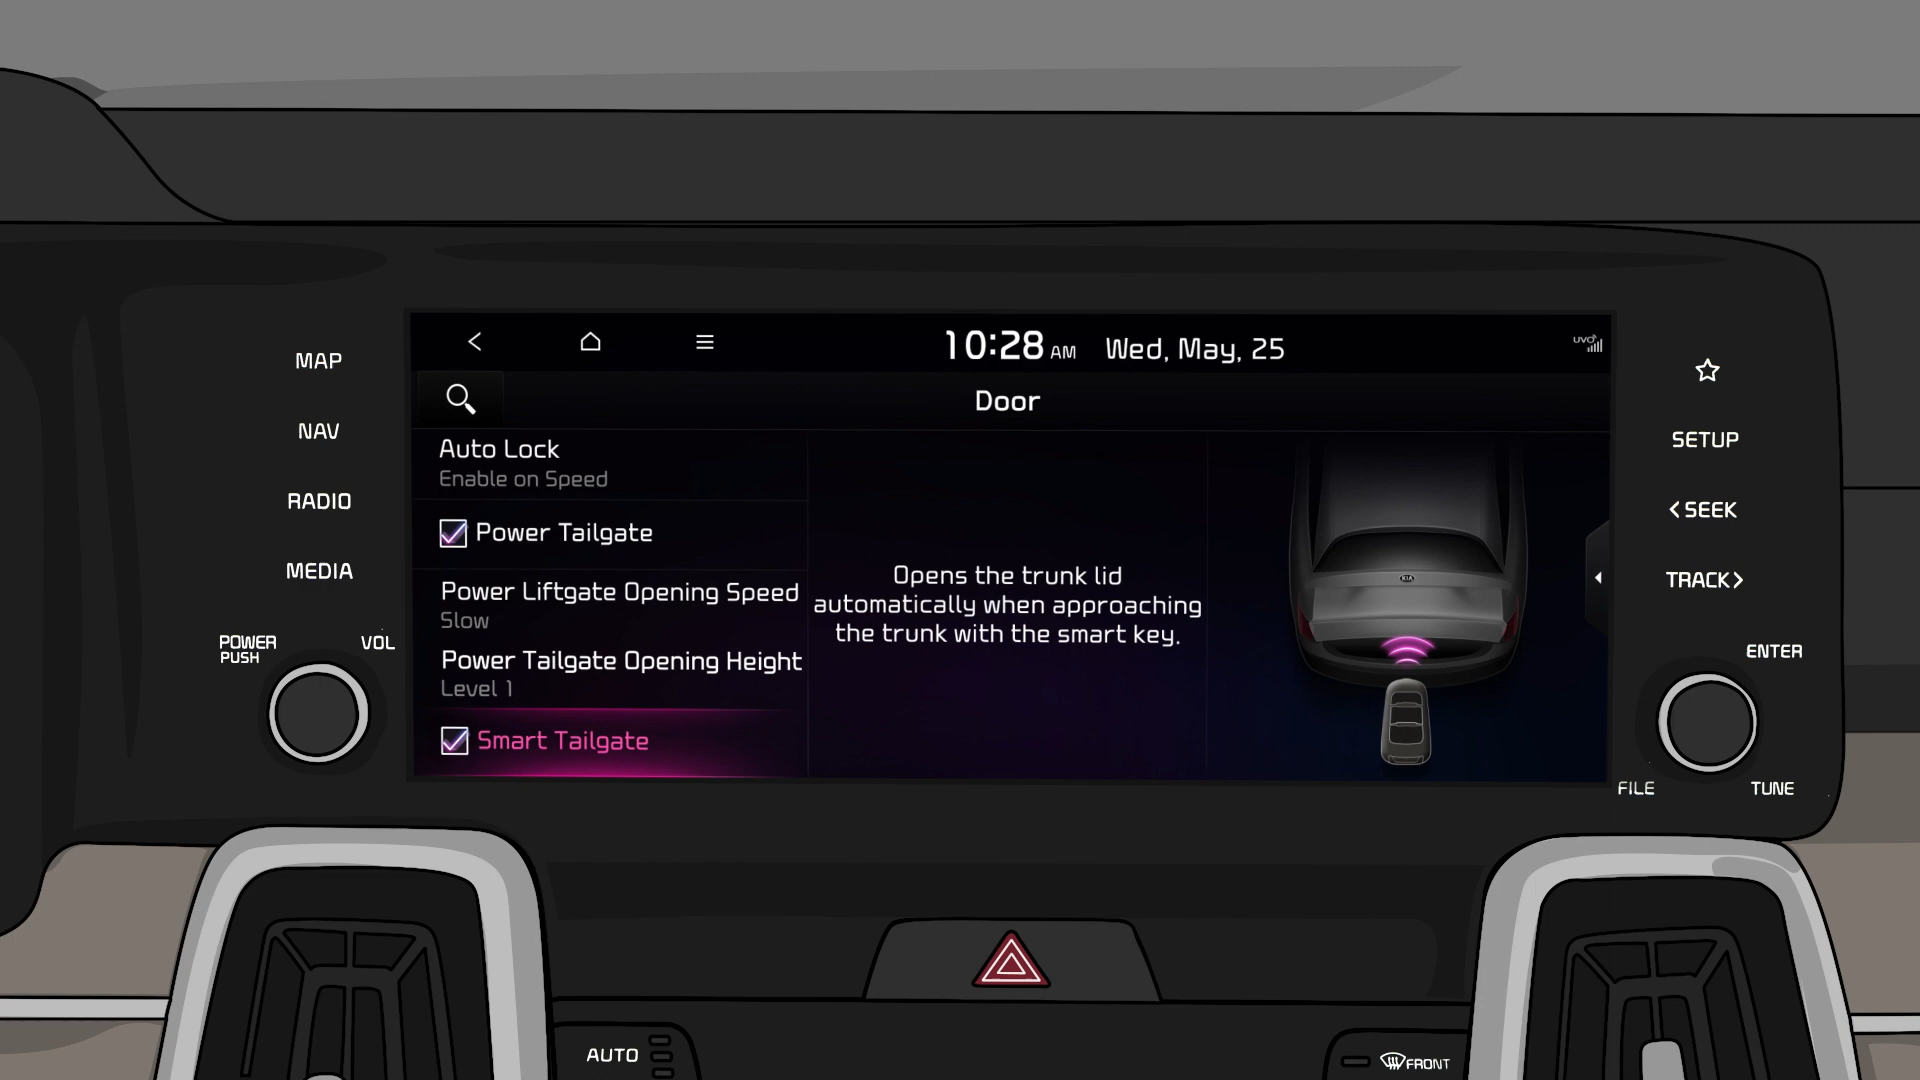 10:28 AM Wed, May, 25
UVO
Door
Auto Lock
Enable on Speed
Power Tailgate
Power Liftgate Opening Speed
Slow
Power Tailgate Opening Height
Level 1
Smart Tailgate
Opens the trunk lid
automatically when approaching
the trunk with the smart key.
KIA
MAP
NAV
RADIO
MEDIA
POWER
PUSH
VOL
SETUP
<SEEK
TRACK>
ENTER
FILE
TUNE
AUTO
FRONT